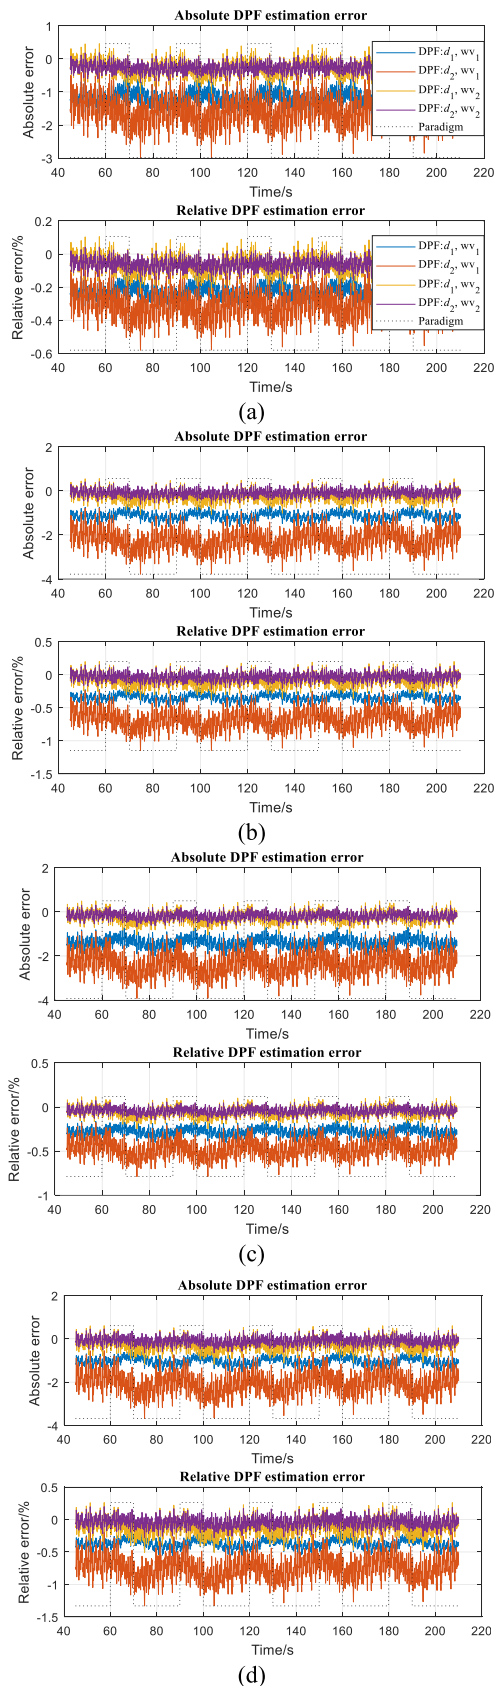 Absolute DPF estimation error
1
0
-1
-2
-3
Absolute error
DPF:d1, wv1
DPF:d2, wv1
DPF:d1, wv2
DPF:d2, wv2
Paradigm
40 60 80 100 120 140 160 180 200 220
Time/s
Relative DPF estimation error
0.2
0
-0.2
-0.4
-0.6
Relative error/%
DPF:d1, wv1
DPF:d2, wv1
DPF:d1, wv2
DPF:d2, wv2
Paradigm
40 60 80 100 120 140 160 180 200 220
Time/s
(a)
Absolute DPF estimation error
2
0
-2
-4
Absolute error
40 60 80 100 120 140 160 180 200 220
Time/s
Relative DPF estimation error
0.5
0
-0.5
-1
-1.5
Relative error/%
40 60 80 100 120 140 160 180 200 220
Time/s
(b)
Absolute DPF estimation error
2
0
-2
-4
Absolute error
40 60 80 100 120 140 160 180 200 220
Time/s
Relative DPF estimation error
0.5
0
-0.5
-1
Relative error/%
40 60 80 100 120 140 160 180 200 220
Time/s
(c)
Absolute DPF estimation error
2
0
-2
-4
Absolute error
40 60 80 100 120 140 160 180 200 220
Time/s
Relative DPF estimation error
0.5
0
-0.5
-1
-1.5
Relative error/%
40 60 80 100 120 140 160 180 200 220
Time/s
(d)